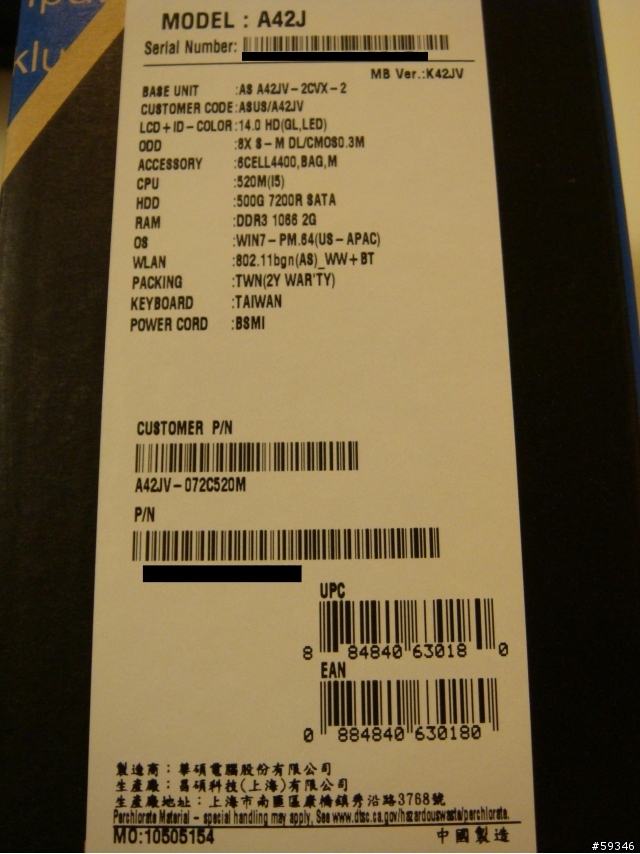 klu
MODEL : A42J
Serial Number:
MB Ver.:K42JV
BASE UNIT :AS A42JV-2CVX-2
CUSTOMER CODE:ASUS/A42JV
LCD+ID-COLOR:14.0 HD(GL,LED)
ODD :8X S-M DL/CMOS0.3M
ACCESSORY :6CELL4400,BAG,M
CPU :520M(I5)
HDD :500G 7200R SATA
RAM :DDR3 1066 2G
OS :WIN7-PM.64(US-APAC)
WLAN :802.11bgn(AS)_WW+BT
PACKING :TWN(2Y WAR'TY)
KEYBOARD :TAIWAN
POWER CORD :BSMI
CUSTOMER P/N
A42JV-072C520M
P/N
UPC
8 84840 63018 0
EAN
0 884840 630180
製造商：華碩電腦股份有限公司
生產廠：昌碩科技(上海)有限公司
生產廠地址：上海市南匯區康橋鎮秀沿路3768號
Perchlorate Material - special handling may apply, See www.dtsc.ca.gov/hazardouswaste/perchlorate.
MO:10505154 中國製造
#59346